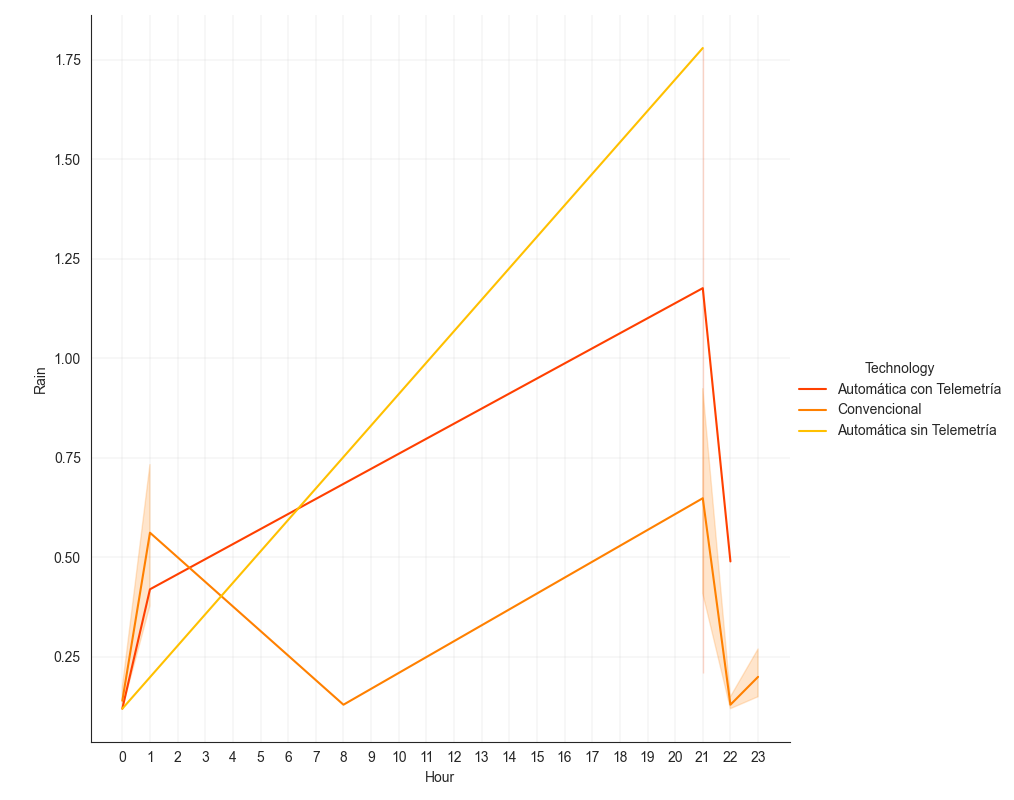 1.75
1.50
1.25
1.00
0.75
0.50
0.25
Rain
0 1 2 3 4 5 6 7 8 9 10 11 12 13 14 15 16 17 18 19 20 21 22 23
Hour
Technology
Automática con Telemetría
Convencional
Automática sin Telemetría